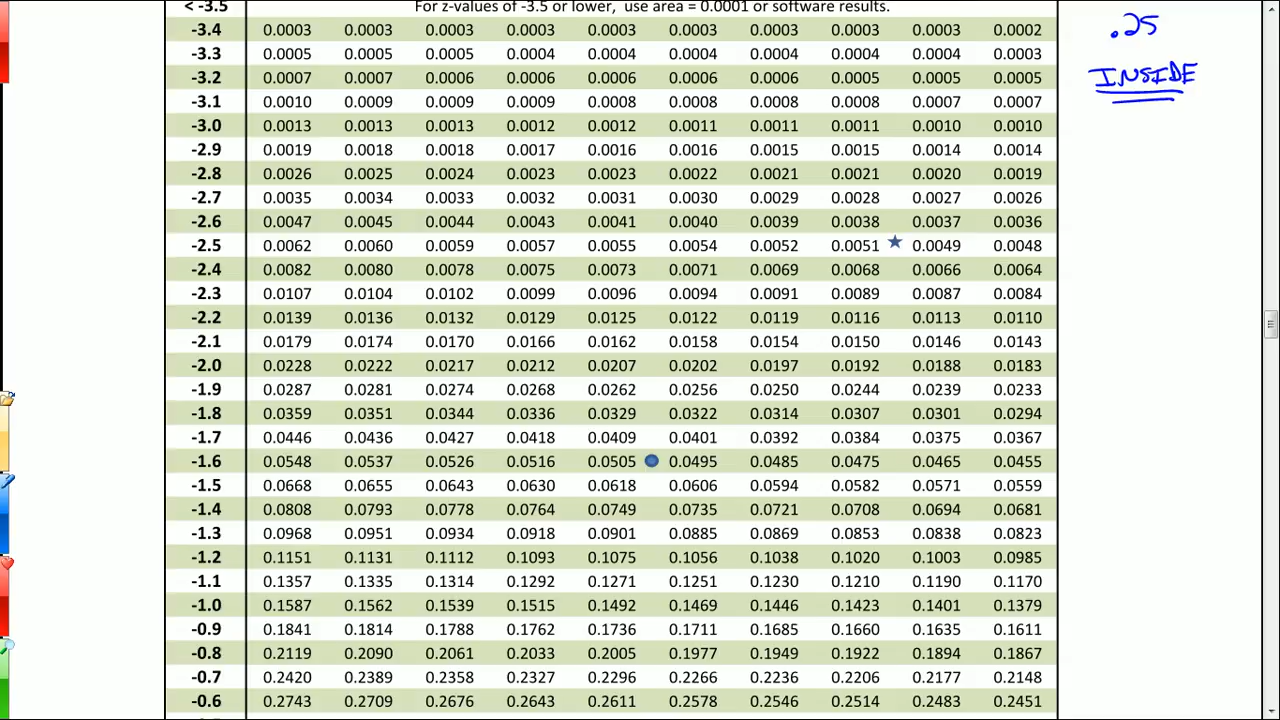 < -3.5 For z-values of -3.5 or lower, use area = 0.0001 or software results.
-3.4 0.0003 0.0003 0.0003 0.0003 0.0003 0.0003 0.0003 0.0003 0.0003 0.0002
-3.3 0.0005 0.0005 0.0005 0.0004 0.0004 0.0004 0.0004 0.0004 0.0004 0.0003
-3.2 0.0007 0.0007 0.0006 0.0006 0.0006 0.0006 0.0006 0.0005 0.0005 0.0005
-3.1 0.0010 0.0009 0.0009 0.0009 0.0008 0.0008 0.0008 0.0008 0.0007 0.0007
-3.0 0.0013 0.0013 0.0013 0.0012 0.0012 0.0011 0.0011 0.0011 0.0010 0.0010
-2.9 0.0019 0.0018 0.0018 0.0017 0.0016 0.0016 0.0015 0.0015 0.0014 0.0014
-2.8 0.0026 0.0025 0.0024 0.0023 0.0023 0.0022 0.0021 0.0021 0.0020 0.0019
-2.7 0.0035 0.0034 0.0033 0.0032 0.0031 0.0030 0.0029 0.0028 0.0027 0.0026
-2.6 0.0047 0.0045 0.0044 0.0043 0.0041 0.0040 0.0039 0.0038 0.0037 0.0036
-2.5 0.0062 0.0060 0.0059 0.0057 0.0055 0.0054 0.0052 0.0051 0.0049 0.0048
-2.4 0.0082 0.0080 0.0078 0.0075 0.0073 0.0071 0.0069 0.0068 0.0066 0.0064
-2.3 0.0107 0.0104 0.0102 0.0099 0.0096 0.0094 0.0091 0.0089 0.0087 0.0084
-2.2 0.0139 0.0136 0.0132 0.0129 0.0125 0.0122 0.0119 0.0116 0.0113 0.0110
-2.1 0.0179 0.0174 0.0170 0.0166 0.0162 0.0158 0.0154 0.0150 0.0146 0.0143
-2.0 0.0228 0.0222 0.0217 0.0212 0.0207 0.0202 0.0197 0.0192 0.0188 0.0183
-1.9 0.0287 0.0281 0.0274 0.0268 0.0262 0.0256 0.0250 0.0244 0.0239 0.0233
-1.8 0.0359 0.0351 0.0344 0.0336 0.0329 0.0322 0.0314 0.0307 0.0301 0.0294
-1.7 0.0446 0.0436 0.0427 0.0418 0.0409 0.0401 0.0392 0.0384 0.0375 0.0367
-1.6 0.0548 0.0537 0.0526 0.0516 0.0505 0.0495 0.0485 0.0475 0.0465 0.0455
-1.5 0.0668 0.0655 0.0643 0.0630 0.0618 0.0606 0.0594 0.0582 0.0571 0.0559
-1.4 0.0808 0.0793 0.0778 0.0764 0.0749 0.0735 0.0721 0.0708 0.0694 0.0681
-1.3 0.0968 0.0951 0.0934 0.0918 0.0901 0.0885 0.0869 0.0853 0.0838 0.0823
-1.2 0.1151 0.1131 0.1112 0.1093 0.1075 0.1056 0.1038 0.1020 0.1003 0.0985
-1.1 0.1357 0.1335 0.1314 0.1292 0.1271 0.1251 0.1230 0.1210 0.1190 0.1170
-1.0 0.1587 0.1562 0.1539 0.1515 0.1492 0.1469 0.1446 0.1423 0.1401 0.1379
-0.9 0.1841 0.1814 0.1788 0.1762 0.1736 0.1711 0.1685 0.1660 0.1635 0.1611
-0.8 0.2119 0.2090 0.2061 0.2033 0.2005 0.1977 0.1949 0.1922 0.1894 0.1867
-0.7 0.2420 0.2389 0.2358 0.2327 0.2296 0.2266 0.2236 0.2206 0.2177 0.2148
-0.6 0.2743 0.2709 0.2676 0.2643 0.2611 0.2578 0.2546 0.2514 0.2483 0.2451
.25
INSIDE